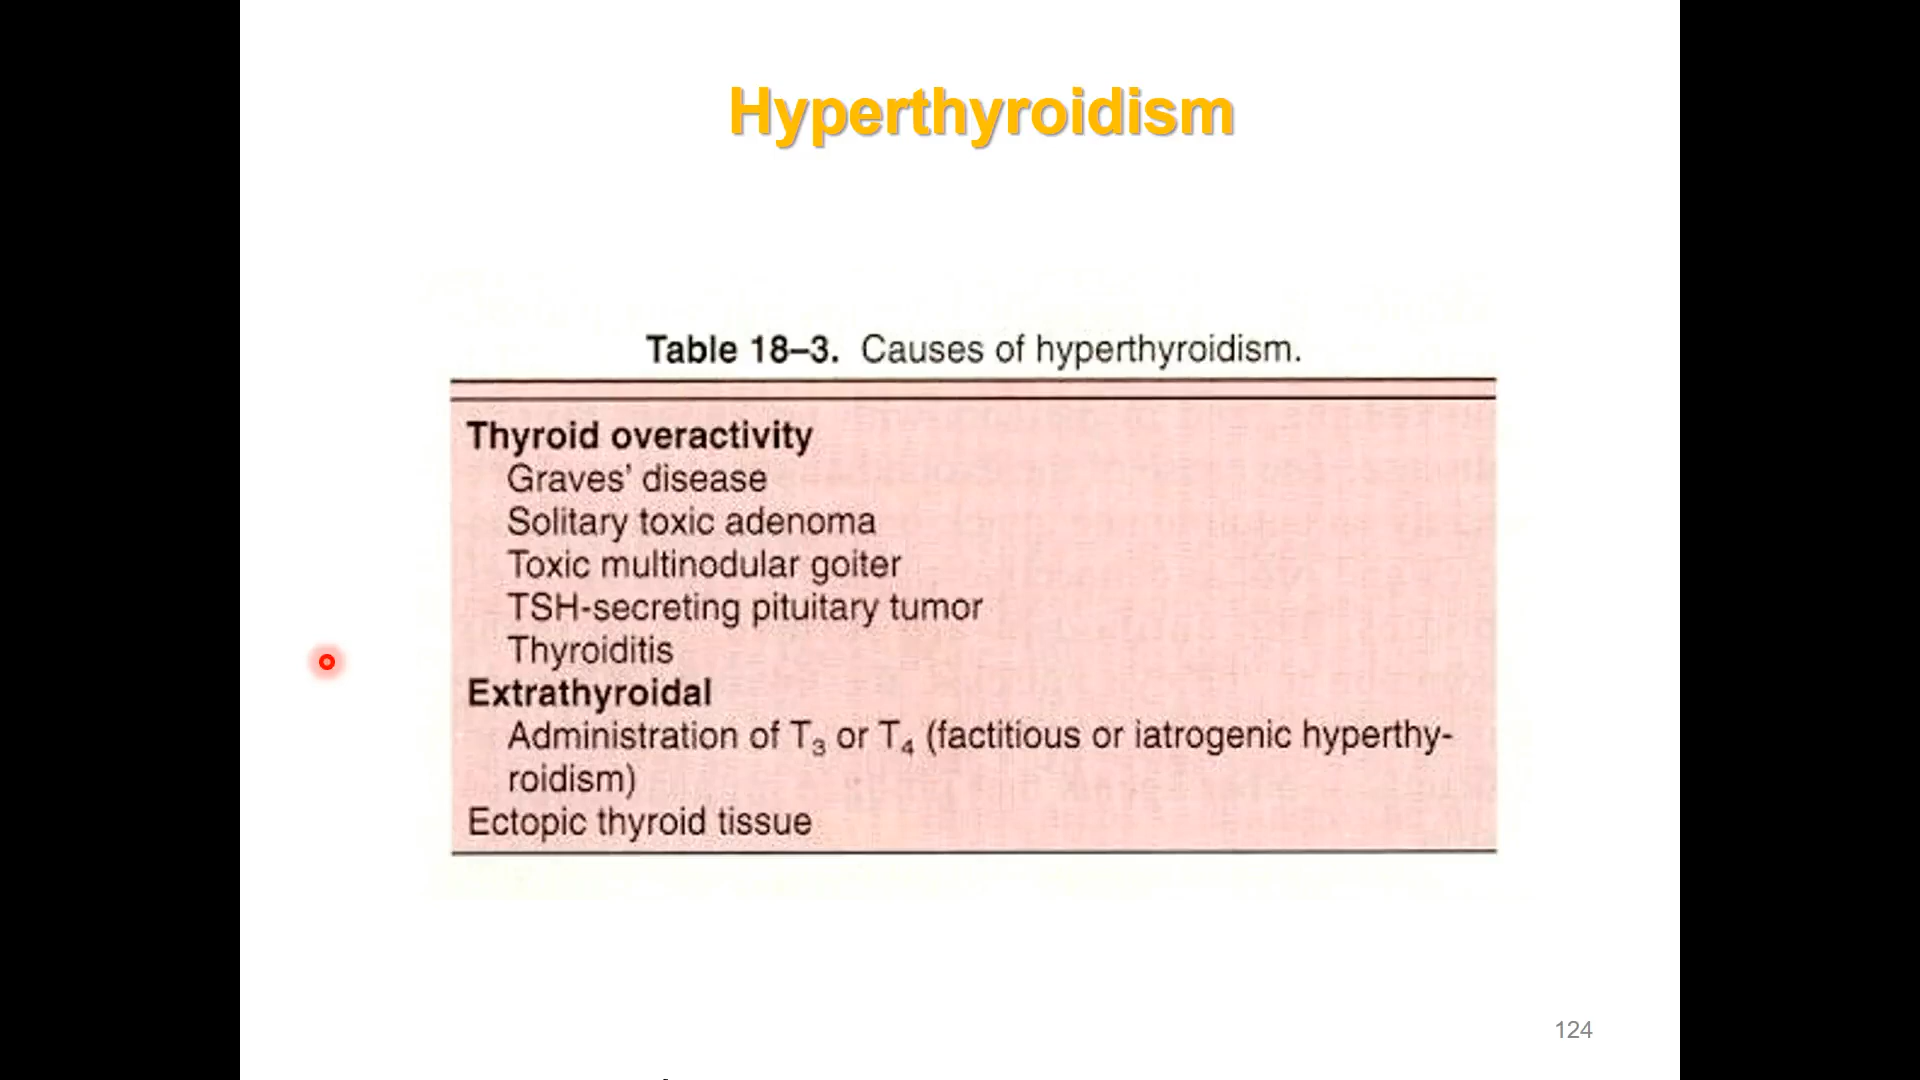 Hyperthyroidism
Table 18–3. Causes of hyperthyroidism.
Thyroid overactivity
Graves’ disease
Solitary toxic adenoma
Toxic multinodular goiter
TSH-secreting pituitary tumor
Thyroiditis
Extrathyroidal
Administration of T₃ or T₄ (factitious or iatrogenic hyperthy-
roidism)
Ectopic thyroid tissue
124